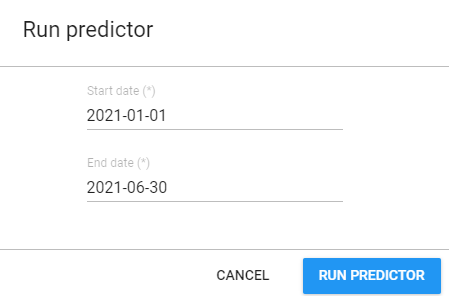 Run predictor
Start date (*)
2021-01-01
End date (*)
2021-06-30
CANCEL
RUN PREDICTOR